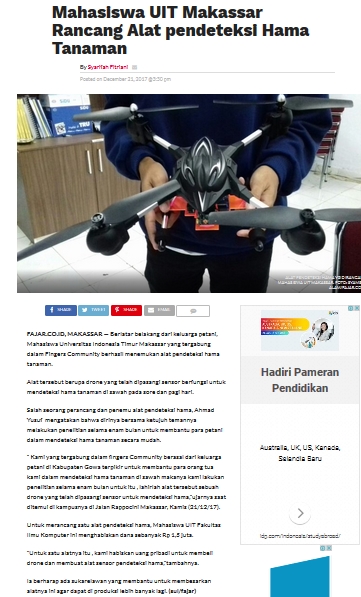 Mahasiswa UIT Makassar
Rancang Alat pendeteksi Hama
Tanaman
By Syarifah Fitriani
Posted on December 21, 2017 @5:50 pm
SHARE
TWEET
SHARE
EMAIL
FAJAR.CO.ID, MAKASSAR – Berlatar belakang dari keluarga petani,
Mahasiswa Universitas Indonesia Timur Makassar yang tergabung
dalam Fingers Community berhasil menemukan alat pendeteksi hama
tanaman.
Alat tersebut berupa drone yang telah dipasangi sensor berfungsi untuk
mendeteksi hama tanaman di sawah pada sore dan pagi hari.
Salah seorang perancang dan penemu alat pendeteksi hama, Ahmad
Yusuf mengatakan bahwa dirinya bersama ketujuh temannya
melakukan penelitian selama enam bulan untuk membantu para petani
dalam mendeteksi hama tanaman secara mudah.
" Kami yang tergabung dalam fingers Community berasal dari keluarga
petani di Kabupaten Gowa terpikir untuk membantu para orang tua
kami dalam mendeteksi hama tanaman di sawah makanya kami lakukan
penelitian selama enam bulan untuk itu , lahirlah alat tersebut sebuah
drone yang telah di pasangi sensor untuk mendeteksi hama,"ujarnya saat
ditemui di kampusnya di Jalan Rappocini Makassar, Kamis (21/12/17).
Untuk merancang satu alat pendeteksi hama, Mahasiswa UIT Fakultas
Ilmu Komputer ini menghabiskan dana sebanyak Rp 1,5 juta.
"Untuk satu alatnya itu , kami habiskan uang pribadi untuk membeli
drone dan membuat alat sensor pendeteksi hama,"tambahnya.
Ia berharap ada sukarelawan yang membantu untuk membesarkan
alatnya ini agar dapat di produksi lebih banyak lagi. (sul/fajar)
Hadiri Pameran
Pendidikan
Australia, UK, US, Kanada,
Selandia Baru
idp.com/indonesia/studyabroad/